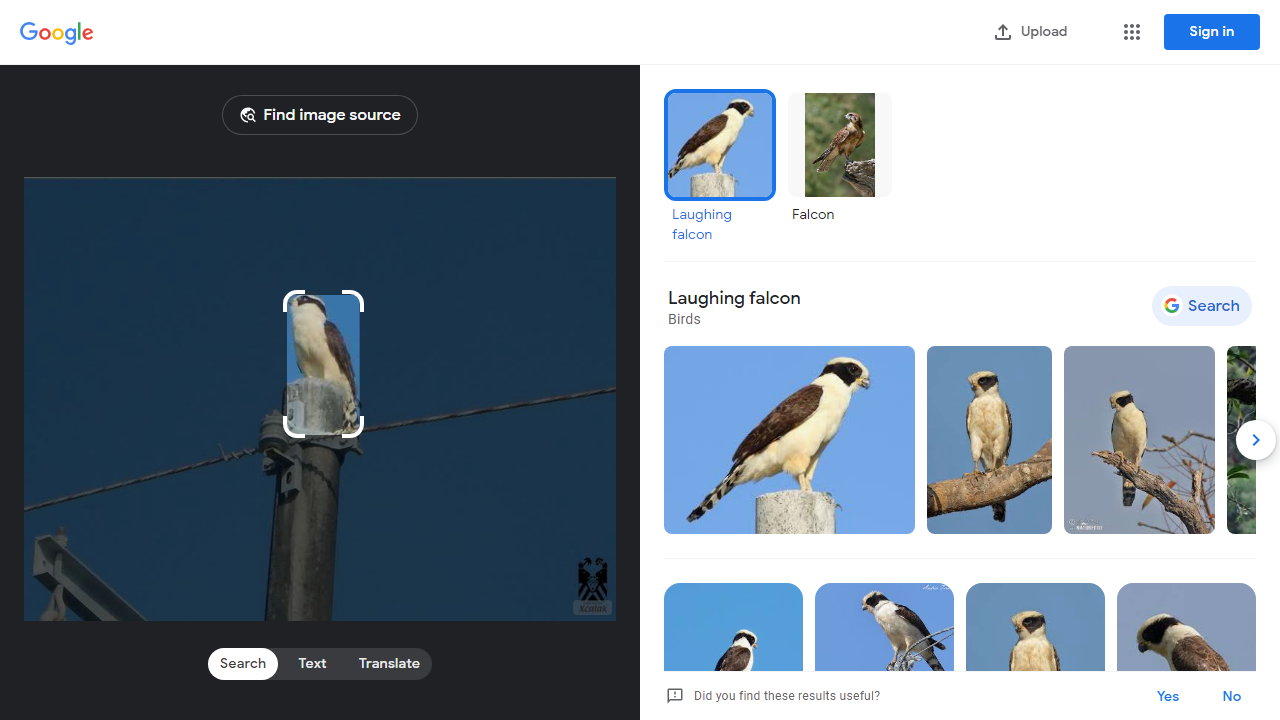 Google
Upload
Sign in
Find image source
Laughing falcon
Falcon
Laughing falcon
Birds
Search
Xcalak
Search
Text
Translate
Did you find these results useful?
Yes
No